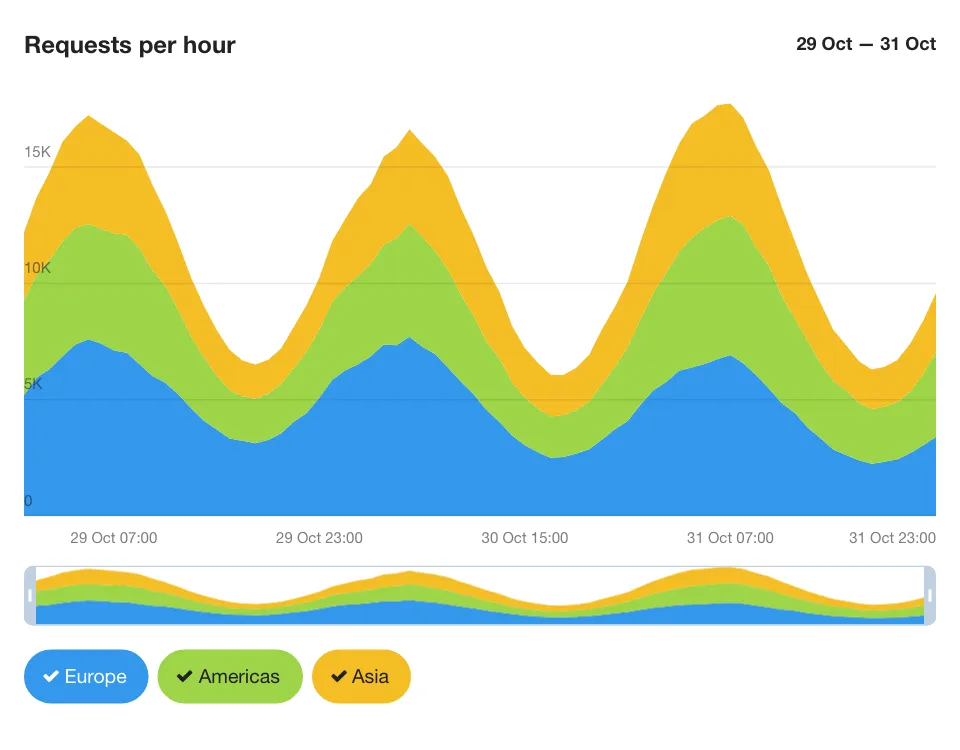 Requests per hour
29 Oct — 31 Oct
15K
10K
5K
0
29 Oct 07:00 29 Oct 23:00 30 Oct 15:00 31 Oct 07:00 31 Oct 23:00
Europe Americas Asia